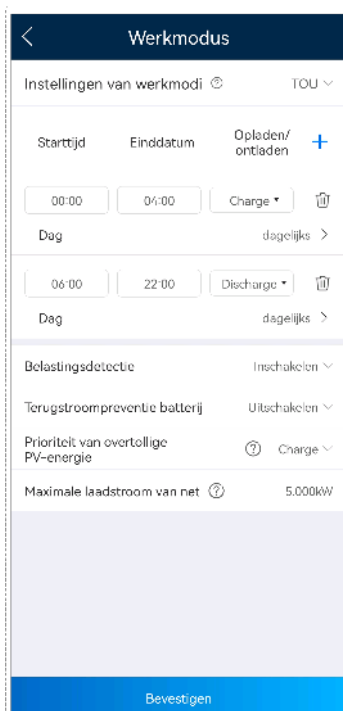 Werkmodus
Instellingen van werkmodi ? TOU
Starttijd Einddatum Opladen/
ontladen +
00:00 04:00 Charge
Dag dagelijks >
06:00 22:00 Discharge
Dag dagelijks >
Belastingsdetectie Inschakelen
Terugstroompreventie batterij Uitschakelen
Prioriteit van overtollige
PV-energie ? Charge
Maximale laadstroom van net ? 5.000kW
Bevestigen